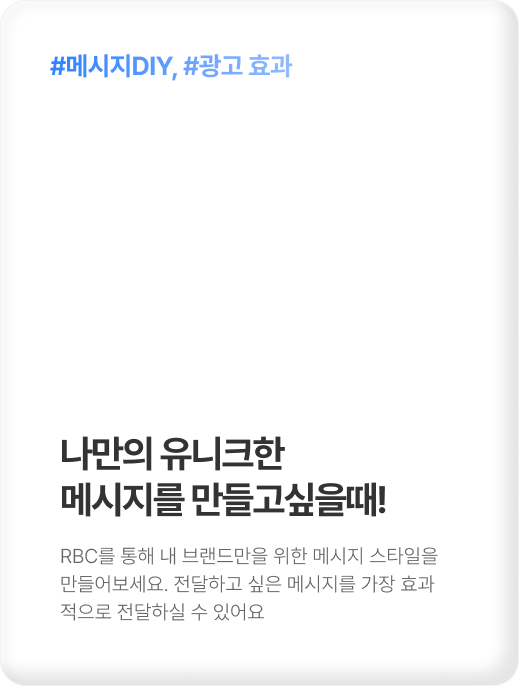 #메시지DIY, #광고 효과
나만의 유니크한
메시지를 만들고싶을때!
RBC를 통해 내 브랜드만을 위한 메시지 스타일을
만들어보세요. 전달하고 싶은 메시지를 가장 효과
적으로 전달하실 수 있어요